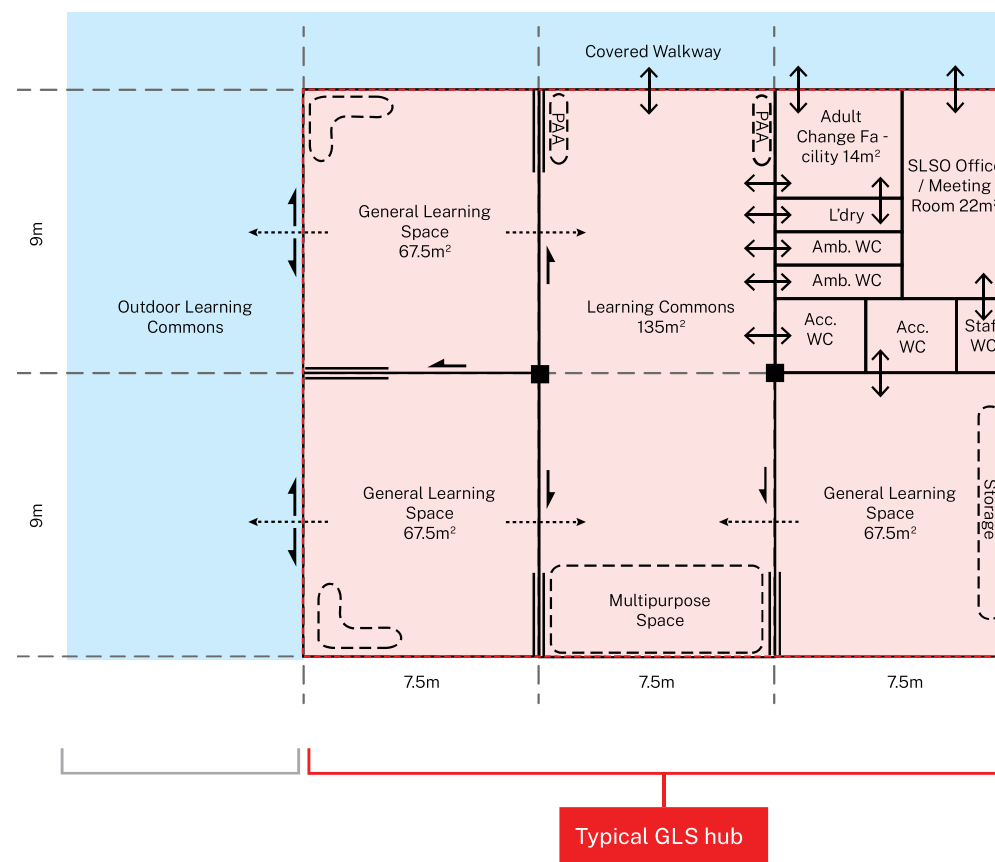 Covered Walkway
PAA
PAA
Adult
Change Fa -
cility 14m²
SLSO Office
/ Meeting
Room 22m²
9m
General Learning
Space
67.5m²
L'dry
Amb. WC
Amb. WC
Outdoor Learning
Commons
Learning Commons
135m²
Acc.
WC
Acc.
WC
WC
9m
General Learning
Space
67.5m²
General Learning
Space
67.5m²
Storage
Multipurpose
Space
7.5m
7.5m
7.5m
Typical GLS hub